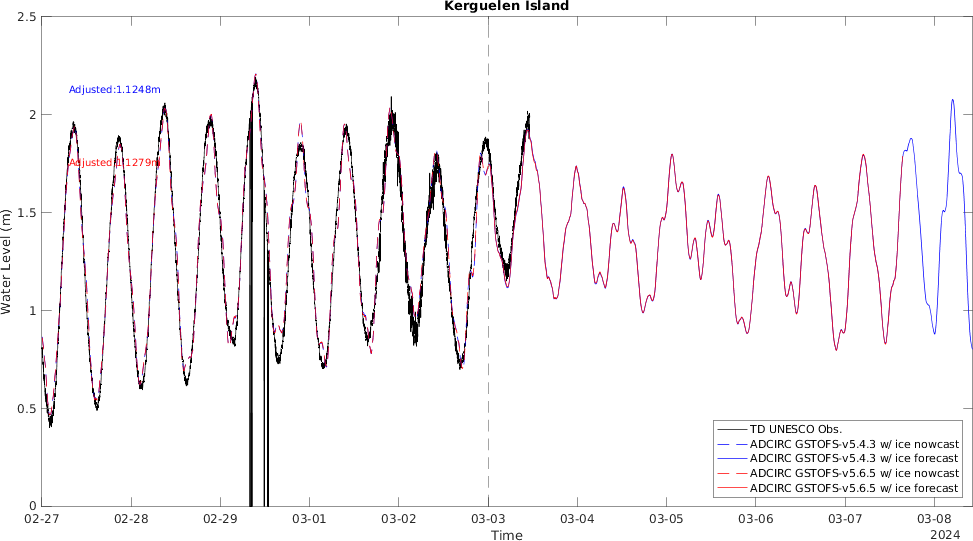 Kerguelen Island
2.5
2
1.5
1
0.5
0
Water Level (m)
Adjusted:1.1248m
Adjusted:1.1279m
TD UNESCO Obs.
ADCIRC GSTOFS-v5.4.3 w/ ice nowcast
ADCIRC GSTOFS-v5.4.3 w/ ice forecast
ADCIRC GSTOFS-v5.6.5 w/ ice nowcast
ADCIRC GSTOFS-v5.6.5 w/ ice forecast
02-27 02-28 02-29 03-01 03-02 03-03 03-04 03-05 03-06 03-07 03-08
Time
2024